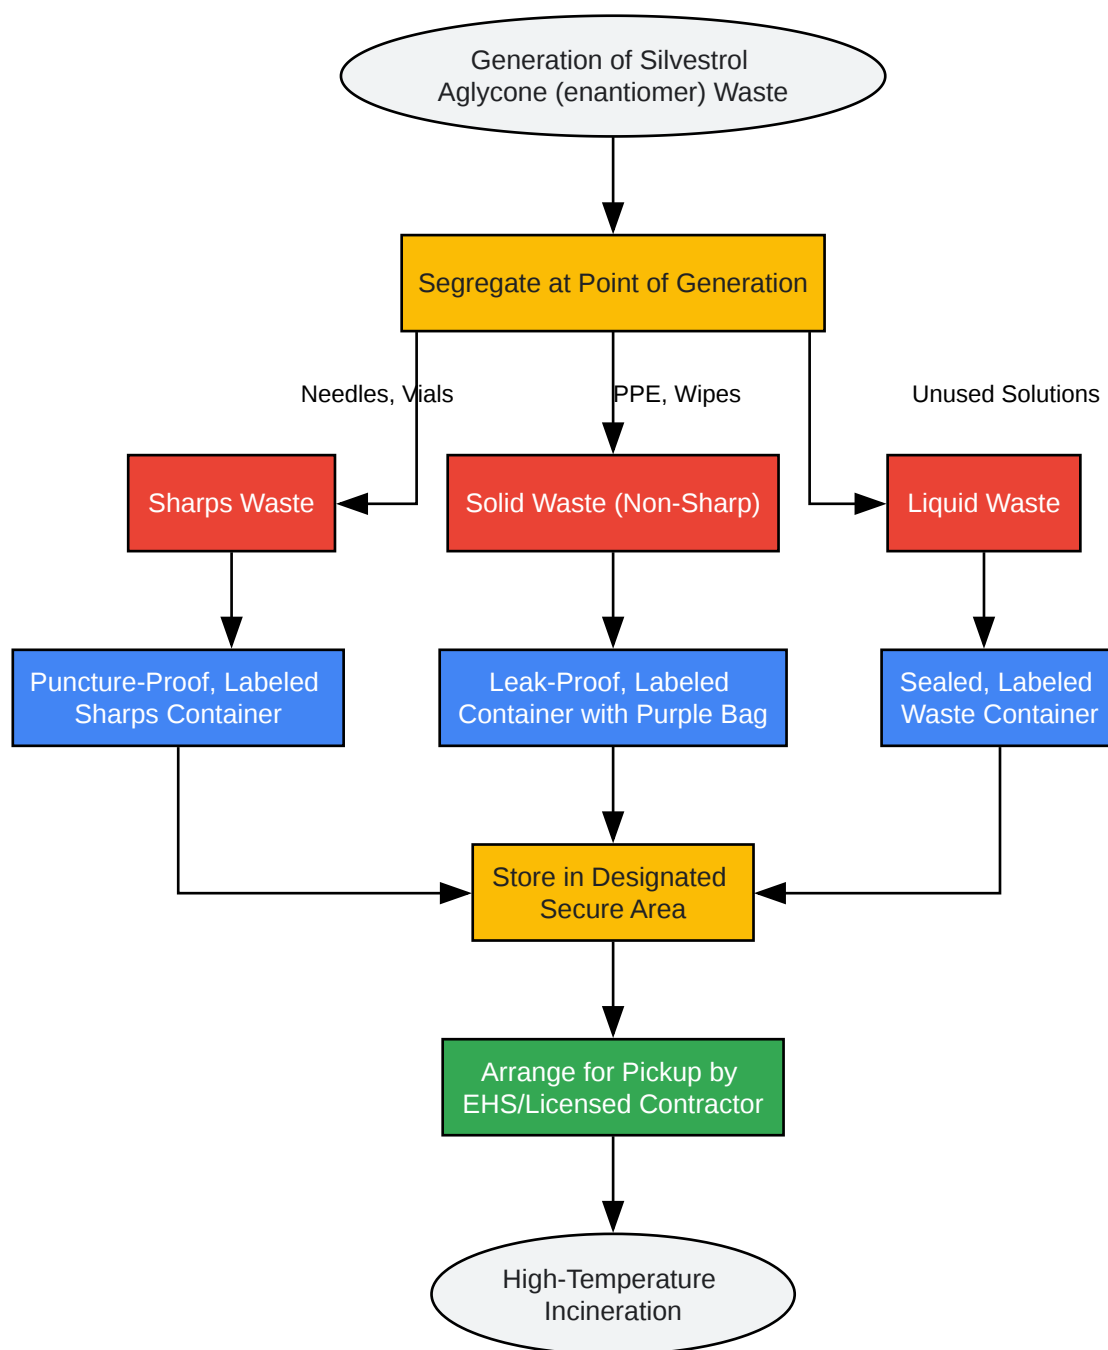 Generation of Silvestrol
Aglycone (enantiomer) Waste
Segregate at Point of Generation
Needles, Vials
PPE, Wipes
Unused Solutions
Sharps Waste
Solid Waste (Non-Sharp)
Liquid Waste
Puncture-Proof, Labeled
Sharps Container
Leak-Proof, Labeled
Container with Purple Bag
Sealed, Labeled
Waste Container
Store in Designated
Secure Area
Arrange for Pickup by
EHS/Licensed Contractor
High-Temperature
Incineration